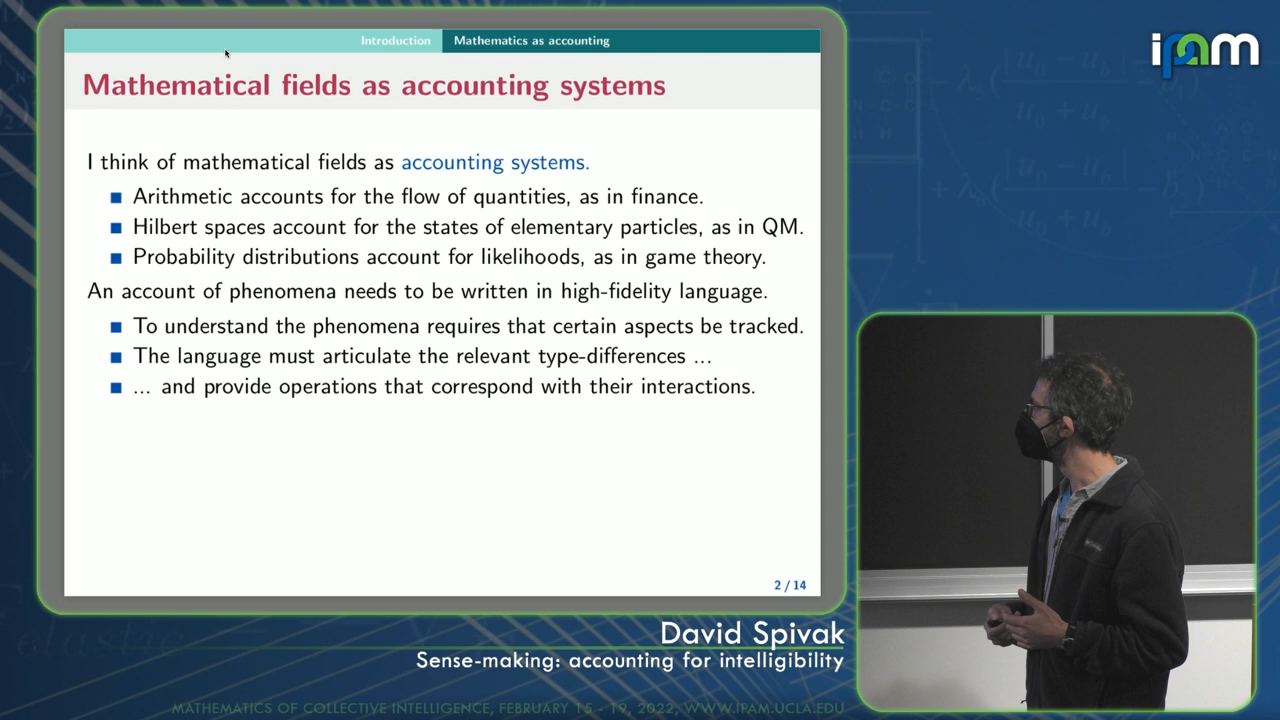 Introduction Mathematics as accounting
Mathematical fields as accounting systems
I think of mathematical fields as accounting systems.
Arithmetic accounts for the flow of quantities, as in finance.
Hilbert spaces account for the states of elementary particles, as in QM.
Probability distributions account for likelihoods, as in game theory.
An account of phenomena needs to be written in high-fidelity language.
To understand the phenomena requires that certain aspects be tracked.
The language must articulate the relevant type-differences ...
... and provide operations that correspond with their interactions.
2 / 14
ipam
David Spivak
Sense-making: accounting for intelligibility
MATHEMATICS OF COLLECTIVE INTELLIGENCE, FEBRUARY 15 - 19, 2022, WWW.IPAM.UCLA.EDU